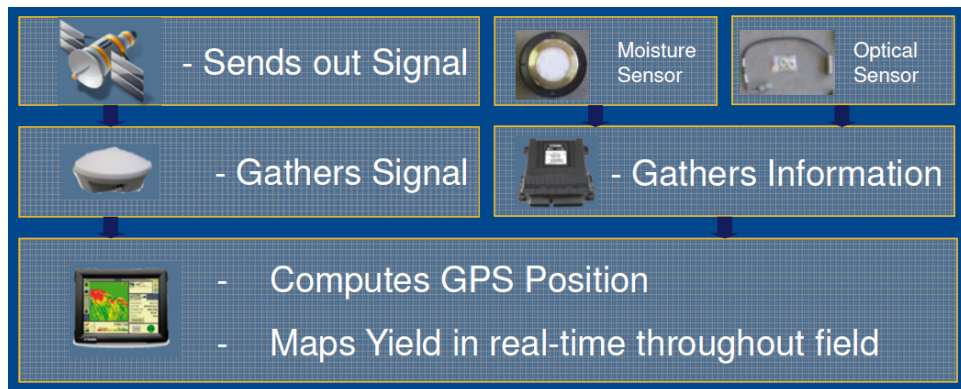 - Sends out Signal
Moisture
Sensor
Optical
Sensor
- Gathers Signal
- Gathers Information
- Computes GPS Position
- Maps Yield in real-time throughout field